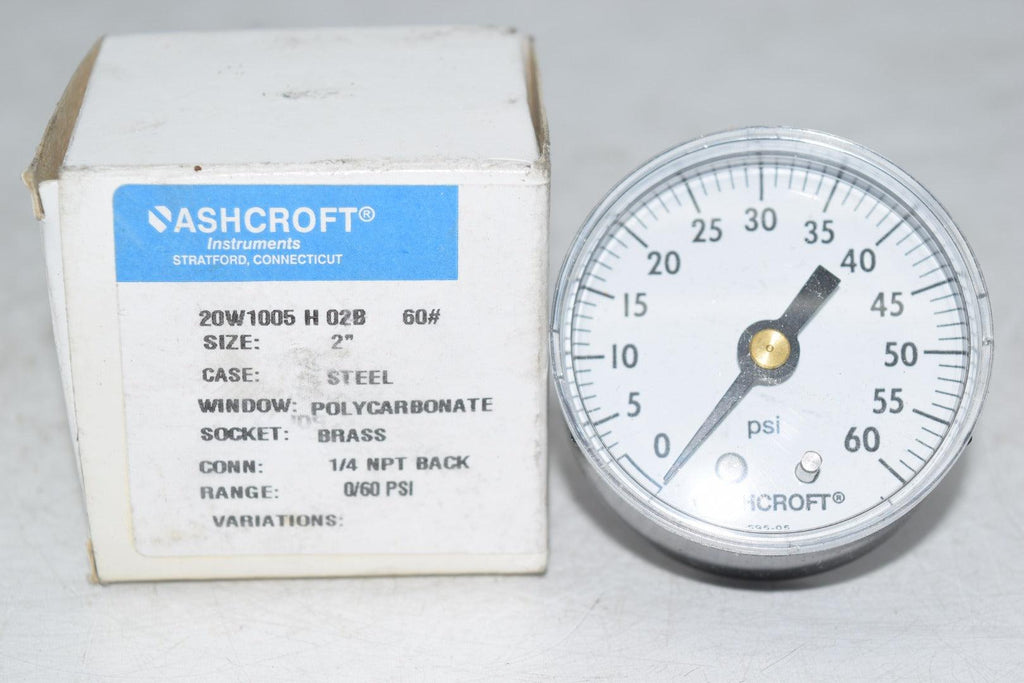 ASHCROFT®
Instruments
STRATFORD, CONNECTICUT
20W1005 H 02B 60#
SIZE: 2"
CASE: STEEL
WINDOW: POLYCARBONATE
SOCKET: BRASS
CONN: 1/4 NPT BACK
RANGE: 0/60 PSI
VARIATIONS:
0
5
10
15
20
25
30
35
40
45
50
55
60
psi
HCROFT®